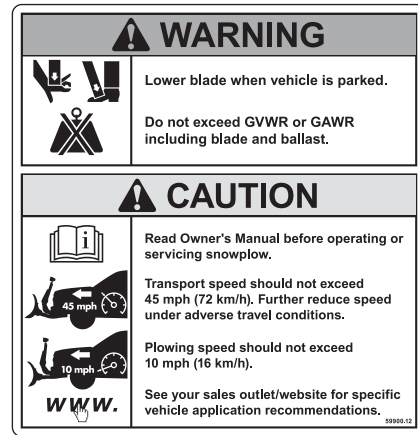 WARNING
Lower blade when vehicle is parked.
Do not exceed GVWR or GAWR
including blade and ballast.
CAUTION
Read Owner's Manual before operating or
servicing snowplow.
Transport speed should not exceed
45 mph (72 km/h). Further reduce speed
under adverse travel conditions.
45 mph
Plowing speed should not exceed
10 mph (16 km/h).
10 mph
www.
See your sales outlet/website for specific
vehicle application recommendations.
59900.12